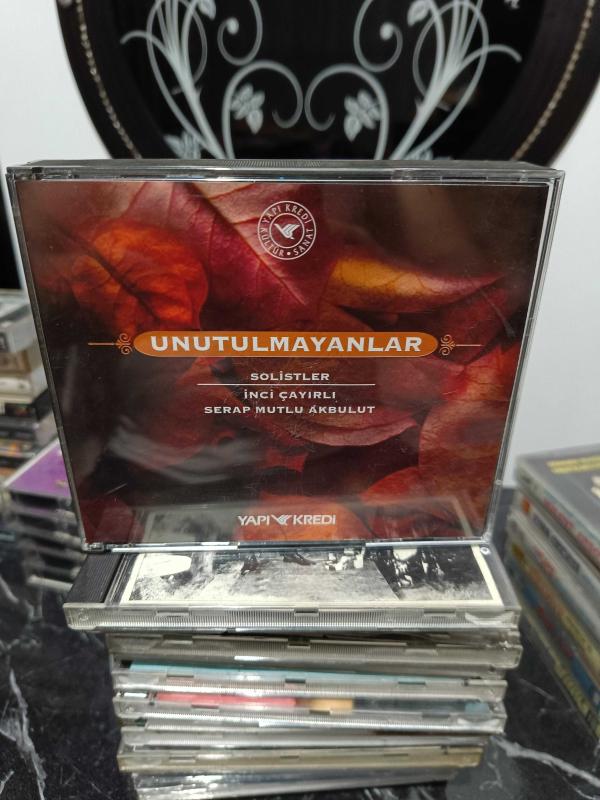 YAPI KREDİ
KÜLTÜR • SANAT
UNUTULMAYANLAR
SOLİSTLER
İNCİ ÇAYIRLI
SERAP MUTLU AKBULUT
YAPI KREDİ